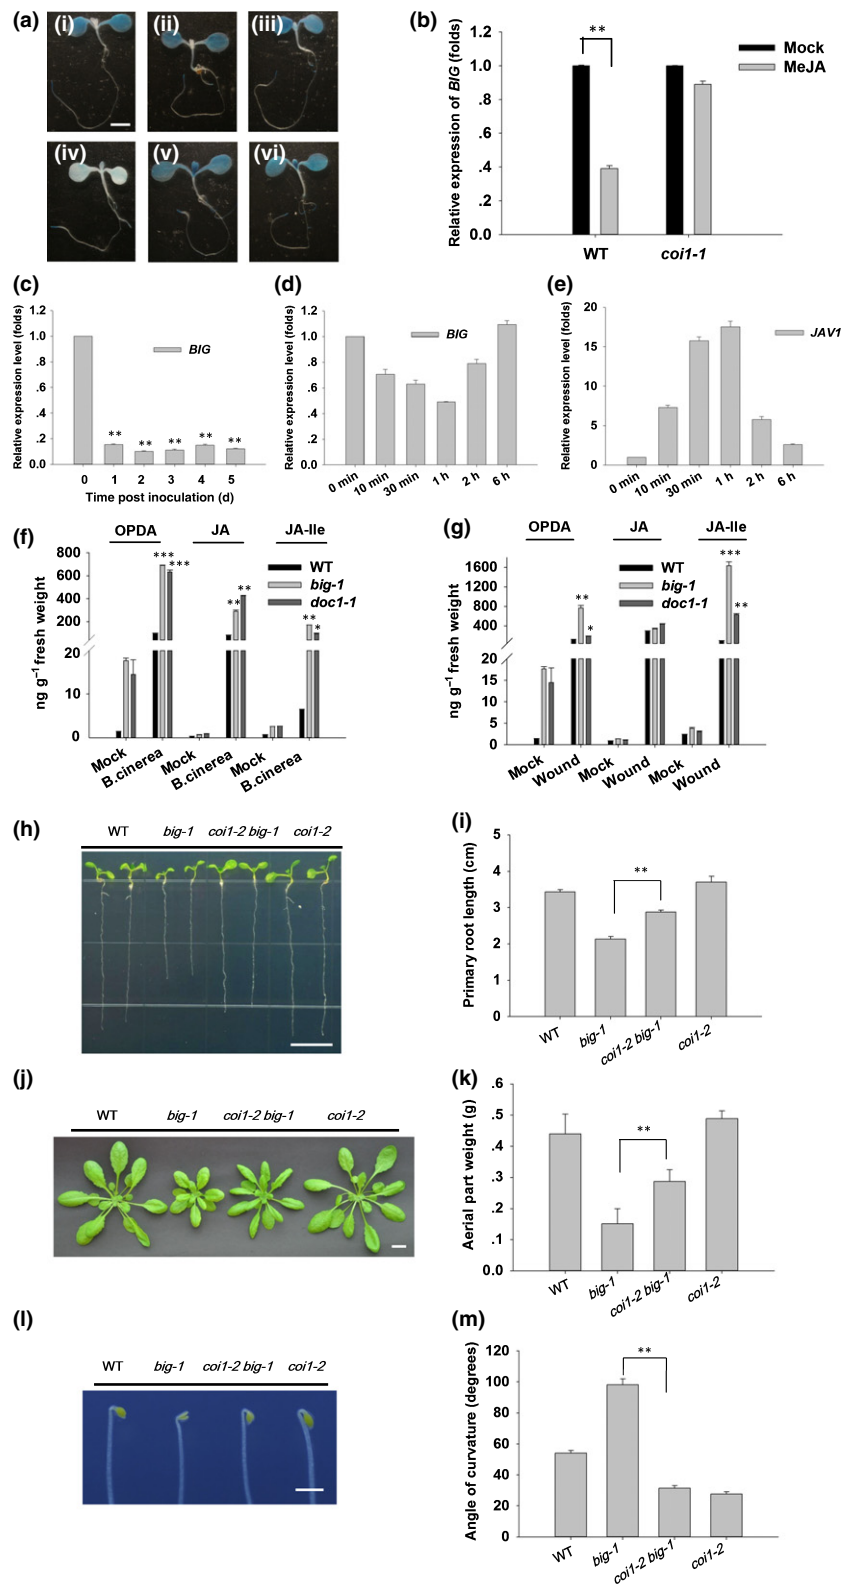 (a)
(i)
(ii)
(iii)
(iv)
(v)
(vi)
(b)
Relative expression of BIG (folds)
1.2
1.0
.8
.6
.4
.2
0.0
**
Mock
MeJA
WT
coi1-1
(c)
Relative expression level (folds)
1.2
1.0
.8
.6
.4
.2
0.0
BIG
** ** ** ** **
0 1 2 3 4 5
Time post inoculation (d)
(d)
Relative expression level (folds)
1.2
1.0
.8
.6
.4
.2
0.0
BIG
0 min 10 min 30 min 1 h 2 h 6 h
(e)
Relative expression level (folds)
20
15
10
5
0
JAV1
0 min 10 min 30 min 1 h 2 h 6 h
(f)
OPDA JA JA-Ile
ng g–1 fresh weight
800
600
400
200
20
10
0
WT
big-1
doc1-1
*** *** ** ** ** *
Mock B.cinerea Mock B.cinerea Mock B.cinerea
(g)
OPDA JA JA-Ile
ng g–1 fresh weight
1600
1200
800
400
20
15
10
5
0
WT
big-1
doc1-1
** * *** **
Mock Wound Mock Wound Mock Wound
(h)
WT big-1 coi1-2 big-1 coi1-2
(i)
Primary root length (cm)
5
4
3
2
1
0
**
WT big-1 coi1-2 big-1 coi1-2
(j)
WT big-1 coi1-2 big-1 coi1-2
(k)
Aerial part weight (g)
.6
.5
.4
.3
.2
.1
0.0
**
WT big-1 coi1-2 big-1 coi1-2
(l)
WT big-1 coi1-2 big-1 coi1-2
(m)
Angle of curvature (degrees)
120
100
80
60
40
20
0
**
WT big-1 coi1-2 big-1 coi1-2